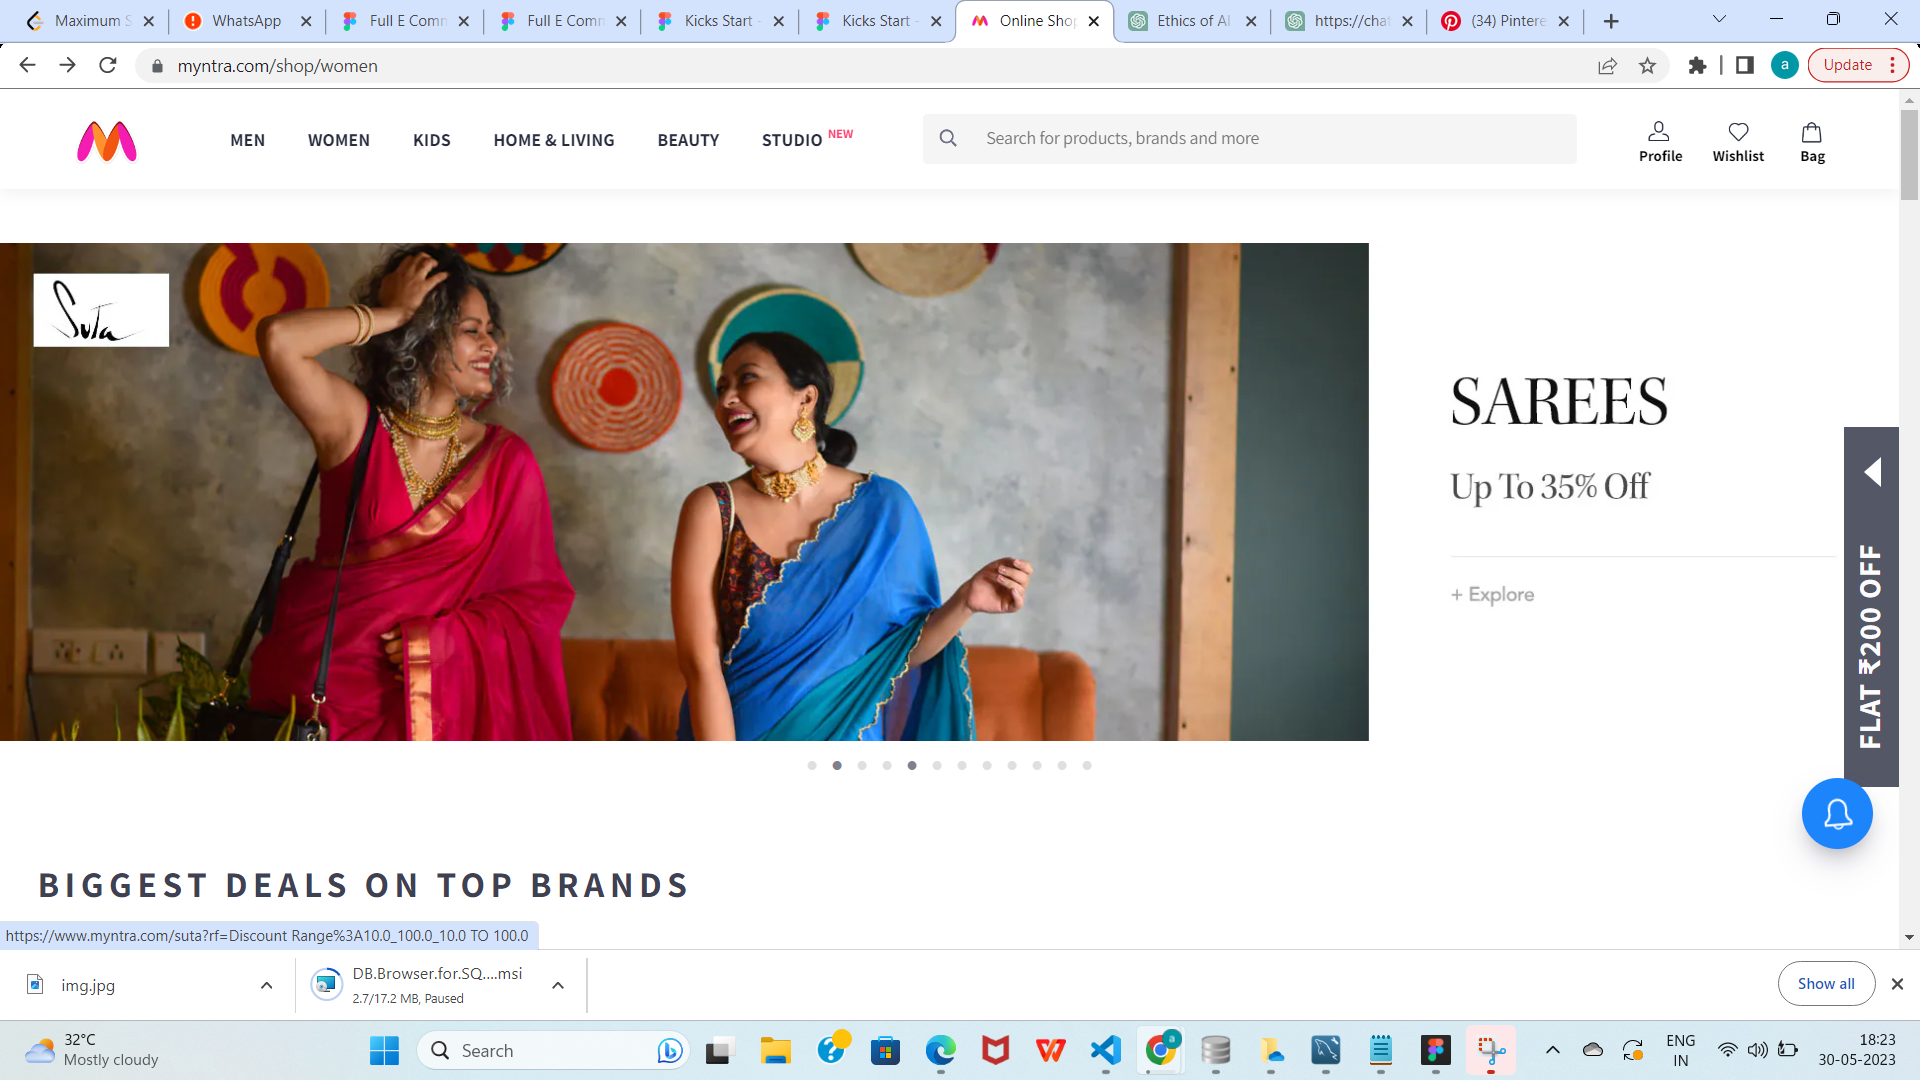 Maximum S
WhatsApp
Full E Comm
Full E Comm
Kicks Start -
Kicks Start -
Online Shop
Ethics of AI
https://chat
(34) Pintere
myntra.com/shop/women
a
Update
MEN
WOMEN
KIDS
HOME & LIVING
BEAUTY
STUDIO NEW
Search for products, brands and more
Profile
Wishlist
Bag
Suta
SAREES
Up To 35% Off
+ Explore
FLAT ₹200 OFF
BIGGEST DEALS ON TOP BRANDS
https://www.myntra.com/suta?rf=Discount Range%3A10.0_100.0_10.0 TO 100.0
img.jpg
DB.Browser.for.SQ....msi
2.7/17.2 MB, Paused
Show all
32°C
Mostly cloudy
Search
a
ENG
IN
18:23
30-05-2023